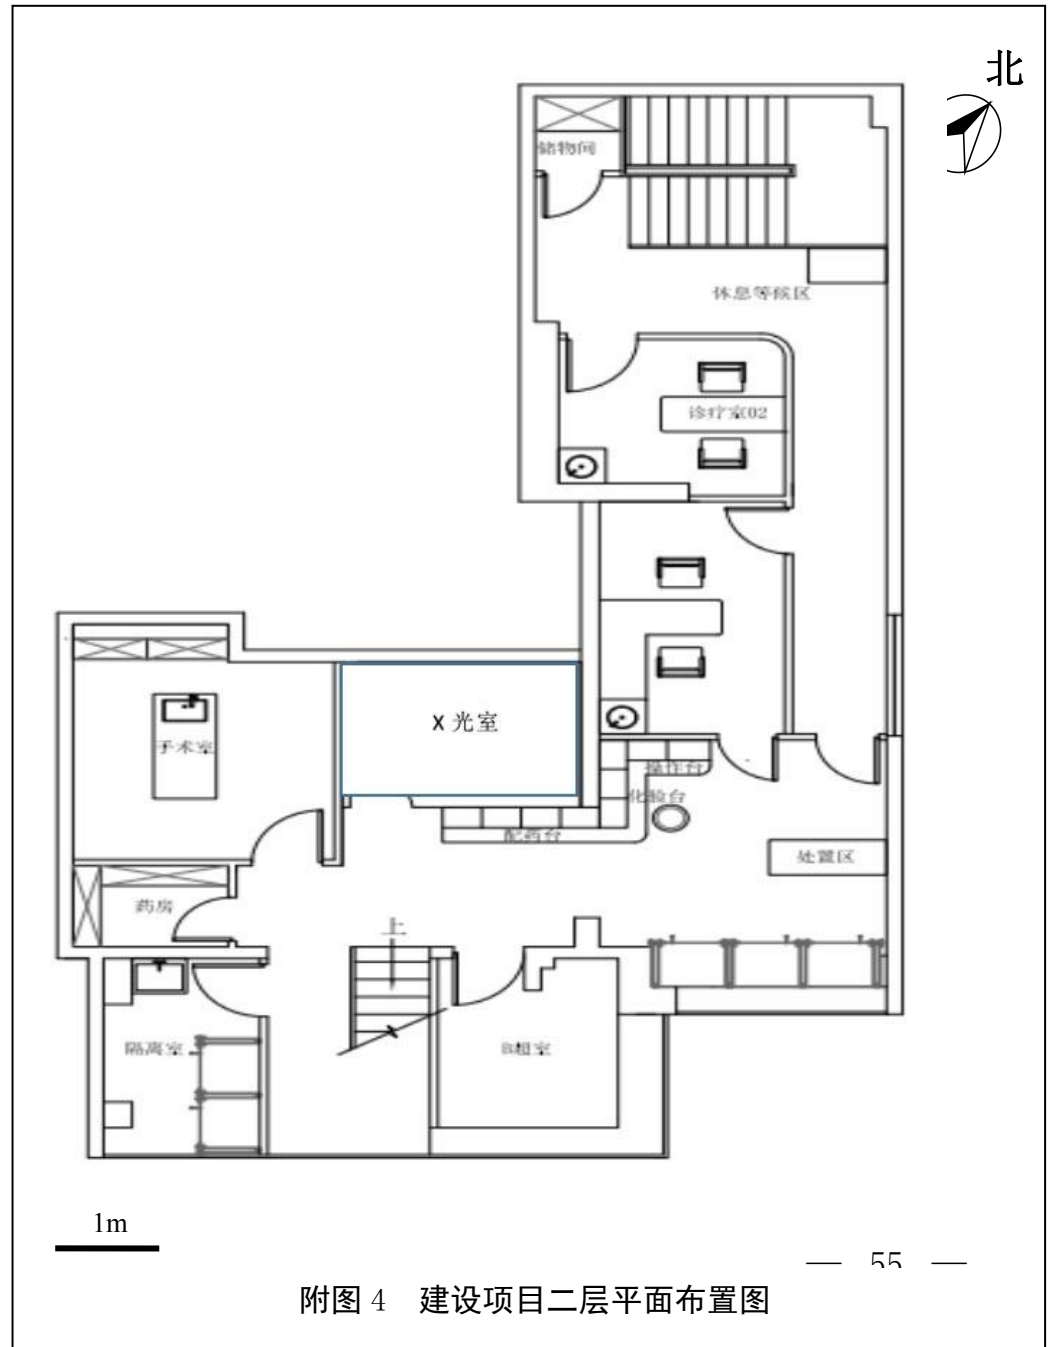 北
储物间
休息等候区
诊疗室02
X 光室
手术室
操作台
化验台
配药台
处置区
药房
上
隔离室
B超室
1m
— 55 —
附图 4 建设项目二层平面布置图